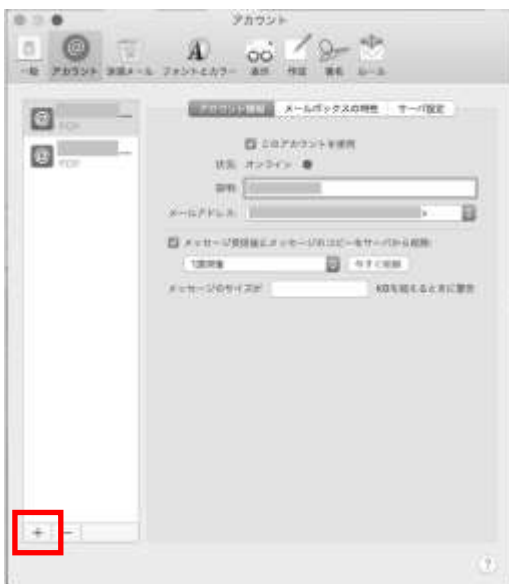 アカウント
一般 アカウント 迷惑メール フォントとカラー 表示 作成 署名 ルール
アカウント情報 メールボックスの特性 サーバ設定
POP
POP
このアカウントを使用
状況: オンライン
説明:
メールアドレス:
メッセージ受信後にメッセージのコピーをサーバから削除:
1週間後 今すぐ削除
メッセージのサイズが KBを超えるときに警告
+ −
?